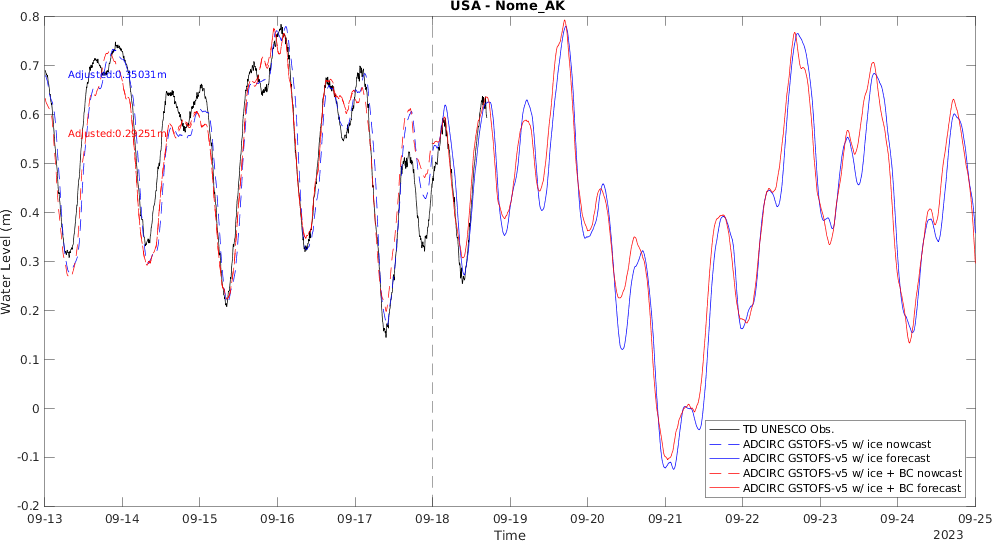 USA - Nome_AK
0.8
0.7
0.6
0.5
0.4
0.3
0.2
0.1
0
-0.1
-0.2
Water Level (m)
Adjusted:0.35031m
Adjusted:0.29251m
TD UNESCO Obs.
ADCIRC GSTOFS-v5 w/ ice nowcast
ADCIRC GSTOFS-v5 w/ ice forecast
ADCIRC GSTOFS-v5 w/ ice + BC nowcast
ADCIRC GSTOFS-v5 w/ ice + BC forecast
09-13 09-14 09-15 09-16 09-17 09-18 09-19 09-20 09-21 09-22 09-23 09-24 09-25
Time
2023